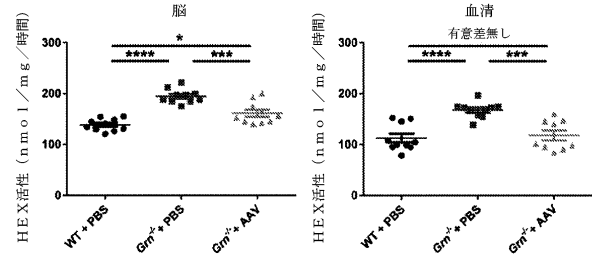 脳
HEX活性(nmol/mg/時間)
300
200
100
0
*
****
***
WT + PBS
Grn-/-+ PBS
Grn-/-+ AAV
血清
HEX活性(nmol/mg/時間)
300
200
100
0
有意差無し
****
***
WT + PBS
Grn-/-+ PBS
Grn-/-+ AAV